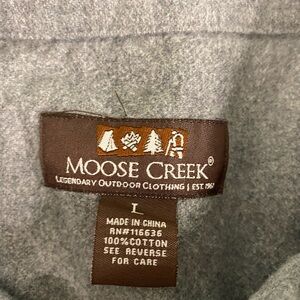 MOOSE CREEK®
LEGENDARY OUTDOOR CLOTHING | EST 1967
L
MADE IN CHINA
RN#116636
100%COTTON
SEE REVERSE
FOR CARE